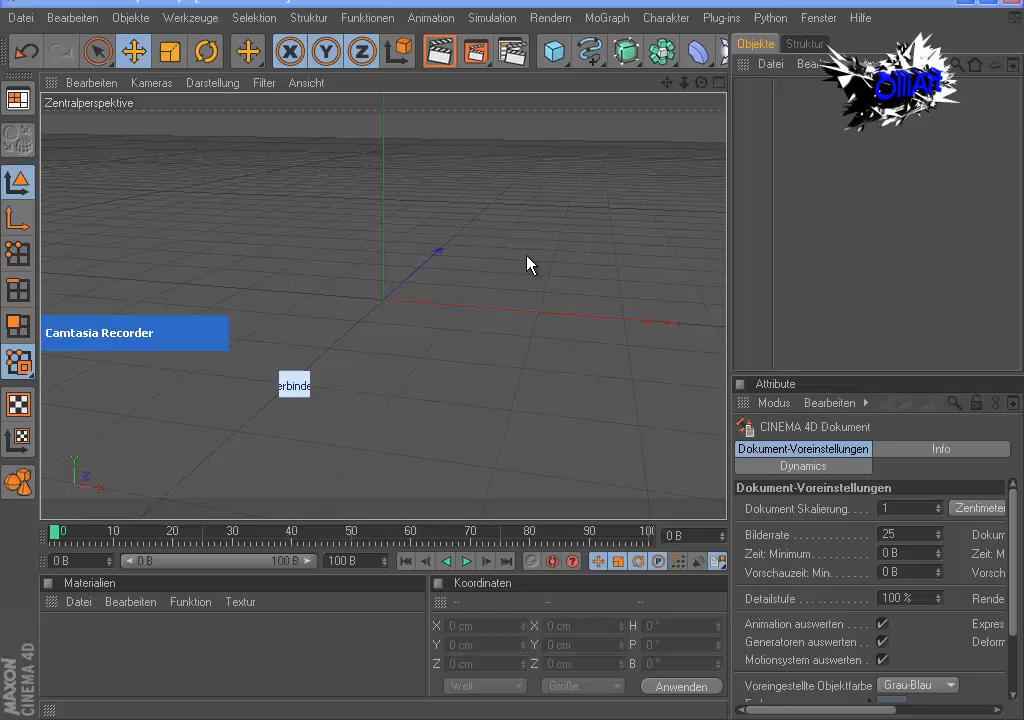 Datei Bearbeiten Objekte Werkzeuge Selektion Struktur Funktionen Animation Simulation Rendern MoGraph Charakter Plug-ins Python Fenster Hilfe
X Y Z
Objekte Struktur
Datei
OMAR
Bearbeiten Kameras Darstellung Filter Ansicht
Zentralperspektive
Camtasia Recorder
erbinde
Y
Z
X
0 10 20 30 40 50 60 70 80 90 0 B
0 B 0 B 100 B 100 B
Materialien
Datei Bearbeiten Funktion Textur
Koordinaten
-- -- --
X 0 cm X 0 cm H 0 °
Y 0 cm Y 0 cm P 0 °
Z 0 cm Z 0 cm B 0 °
Welt Größe Anwenden
Attribute
Modus Bearbeiten
CINEMA 4D Dokument
Dokument-Voreinstellungen Info
Dynamics
Dokument-Voreinstellungen
Dokument Skalierung. . . . 1 Zentimeter
Bilderrate . . . . . . . . . 25 Dokum
Zeit: Minimum. . . . . . . 0 B Zeit: M
Vorschauzeit: Min. . . . . 0 B Vorsch
Detailstufe . . . . . . . . . 100 % Rende
Animation auswerten . . . . Expres
Generatoren auswerten . . Deform
Motionsystem auswerten .
Voreingestellte Objektfarbe Grau-Blau
MAXON
CINEMA 4D